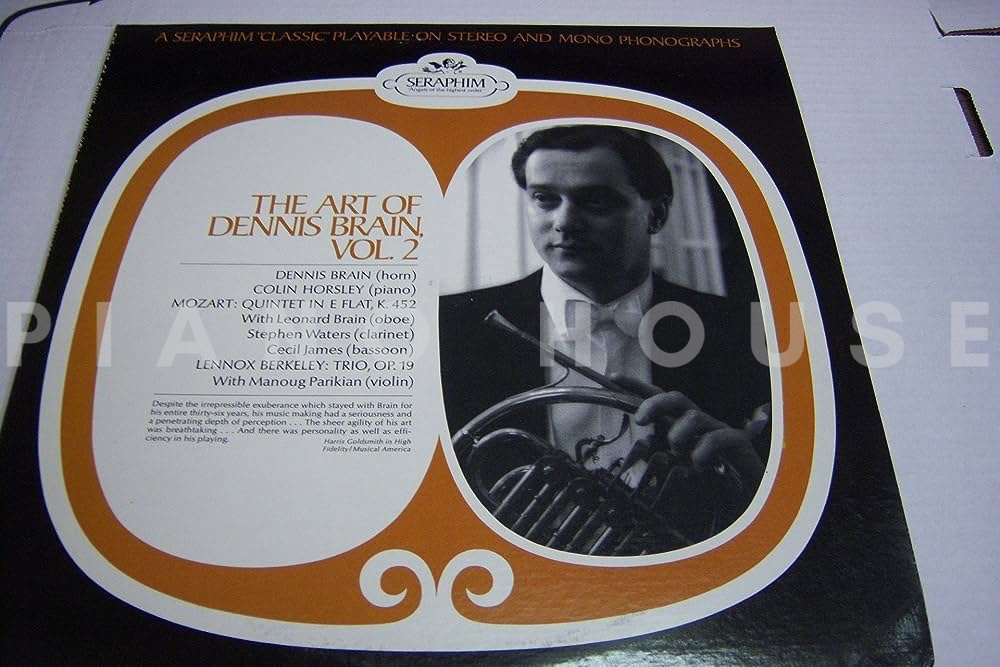 A SERAPHIM "CLASSIC" PLAYABLE·ON STEREO AND MONO PHONOGRAPHS
SERAPHIM
"Angels of the highest order"
THE ART OF
DENNIS BRAIN,
VOL. 2
DENNIS BRAIN (horn)
COLIN HORSLEY (piano)
MOZART: QUINTET IN E FLAT, K. 452
With Leonard Brain (oboe)
Stephen Waters (clarinet)
Cecil James (bassoon)
LENNOX BERKELEY: TRIO, OP. 19
With Manoug Parikian (violin)
Despite the irrepressible exuberance which stayed with Brain for
his entire thirty-six years, his music making had a seriousness and
a penetrating depth of perception . . . The sheer agility of his art
was breathtaking . . . And there was personality as well as effi-
ciency in his playing.
Harris Goldsmith in High
Fidelity/Musical America
PIANO HOUSE